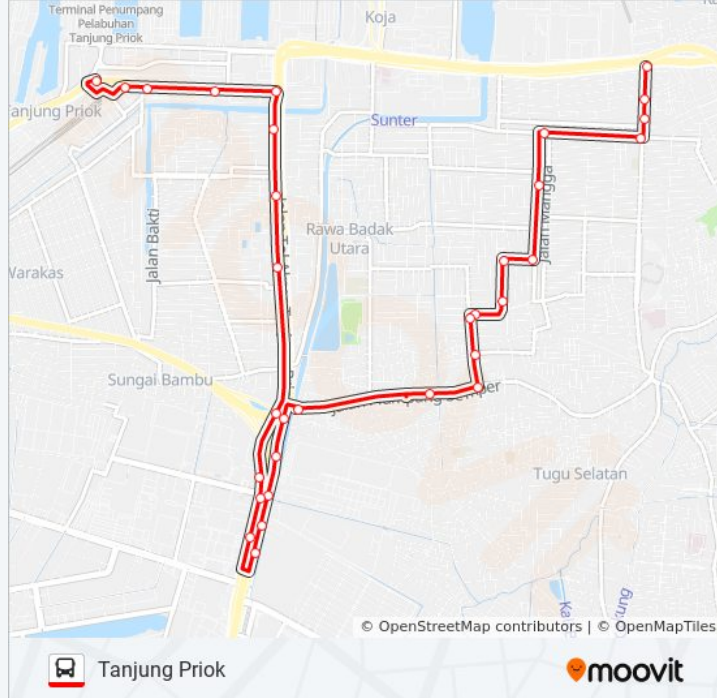 Terminal Penumpang
Pelabuhan
Tanjung Priok
Koja
Tanjung Priok
Sunter
Jalan Mangga
Rawa Badak
Utara
Jalan Bakti
Warakas
Sungai Bambu
Semper
Tugu Selatan
© OpenStreetMap contributors | © OpenMapTiles
Tanjung Priok
moovit